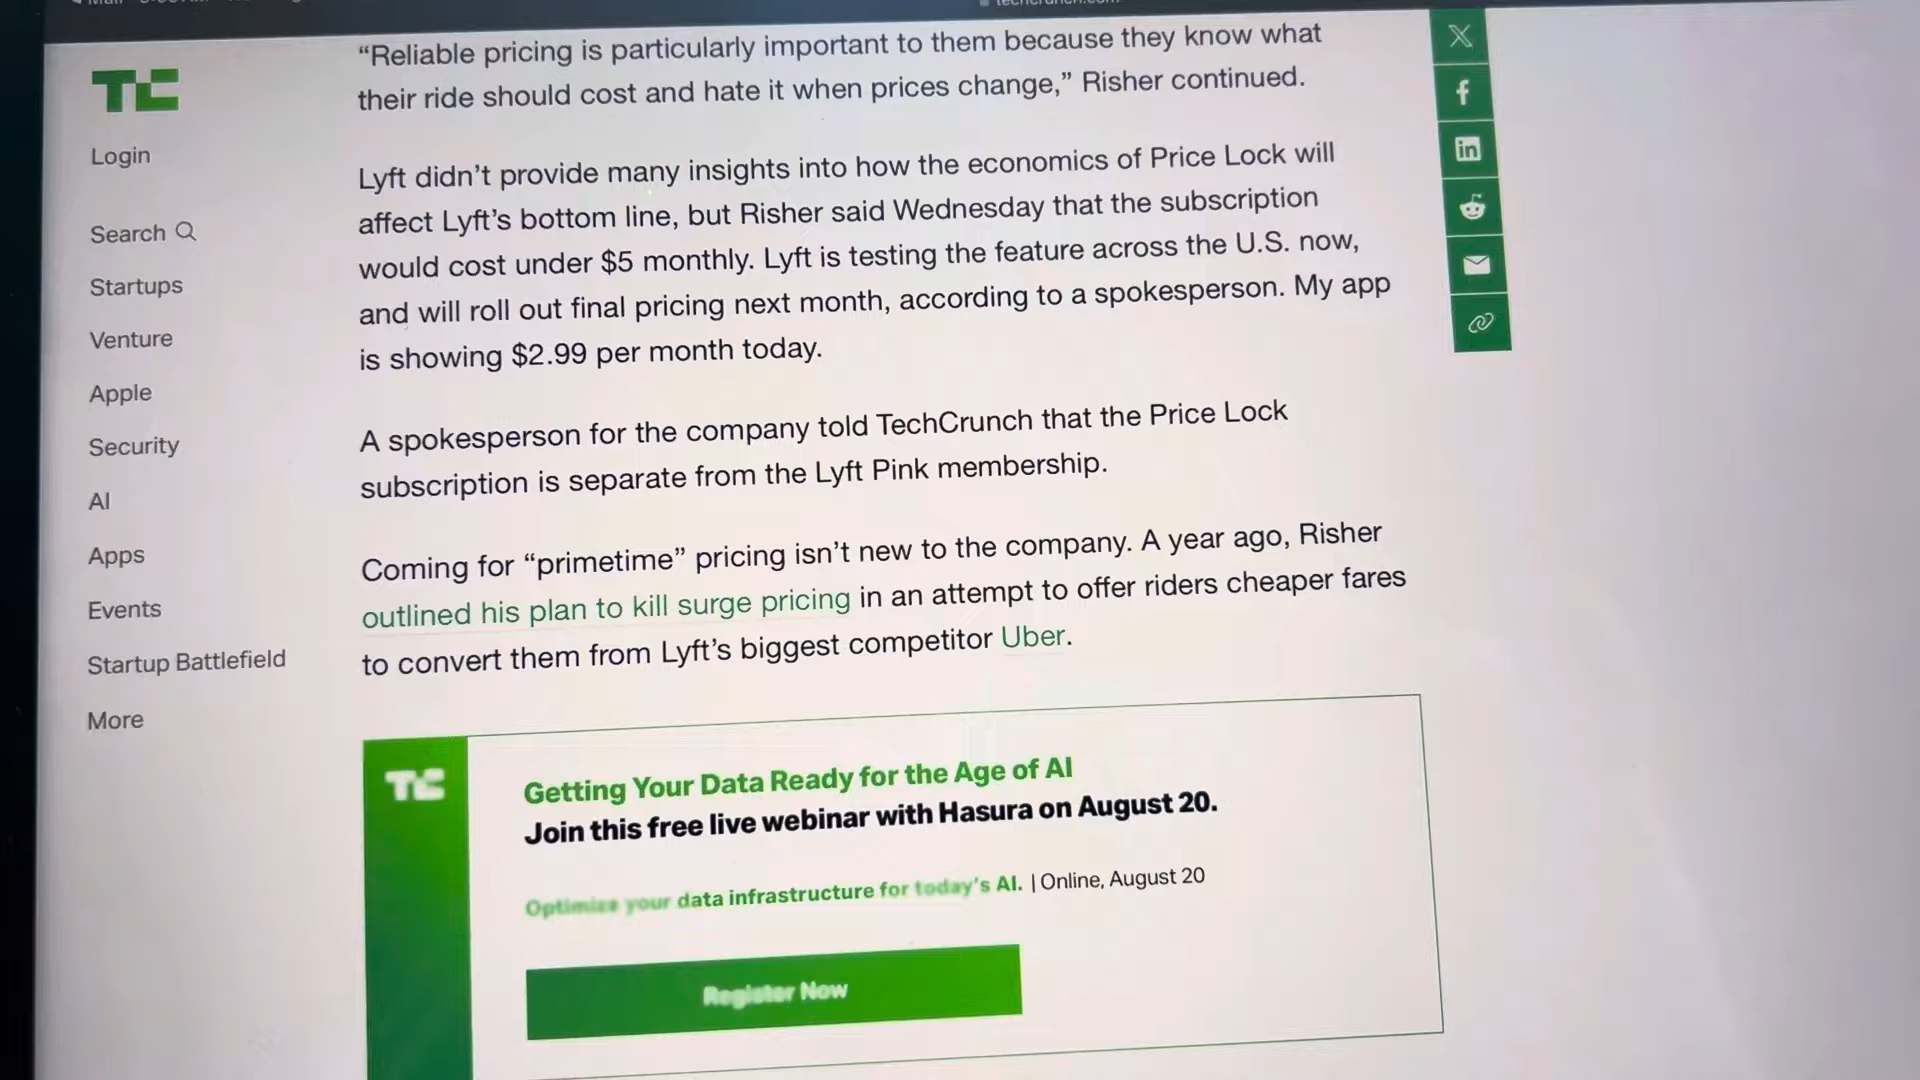 TC
Login
Search
Startups
Venture
Apple
Security
AI
Apps
Events
Startup Battlefield
More
“Reliable pricing is particularly important to them because they know what
their ride should cost and hate it when prices change,” Risher continued.
Lyft didn’t provide many insights into how the economics of Price Lock will
affect Lyft’s bottom line, but Risher said Wednesday that the subscription
would cost under $5 monthly. Lyft is testing the feature across the U.S. now,
and will roll out final pricing next month, according to a spokesperson. My app
is showing $2.99 per month today.
A spokesperson for the company told TechCrunch that the Price Lock
subscription is separate from the Lyft Pink membership.
Coming for “primetime” pricing isn’t new to the company. A year ago, Risher
outlined his plan to kill surge pricing in an attempt to offer riders cheaper fares
to convert them from Lyft’s biggest competitor Uber.
TC
Getting Your Data Ready for the Age of AI
Join this free live webinar with Hasura on August 20.
Optimize your data infrastructure for today’s AI. | Online, August 20
Register Now
X
f
in